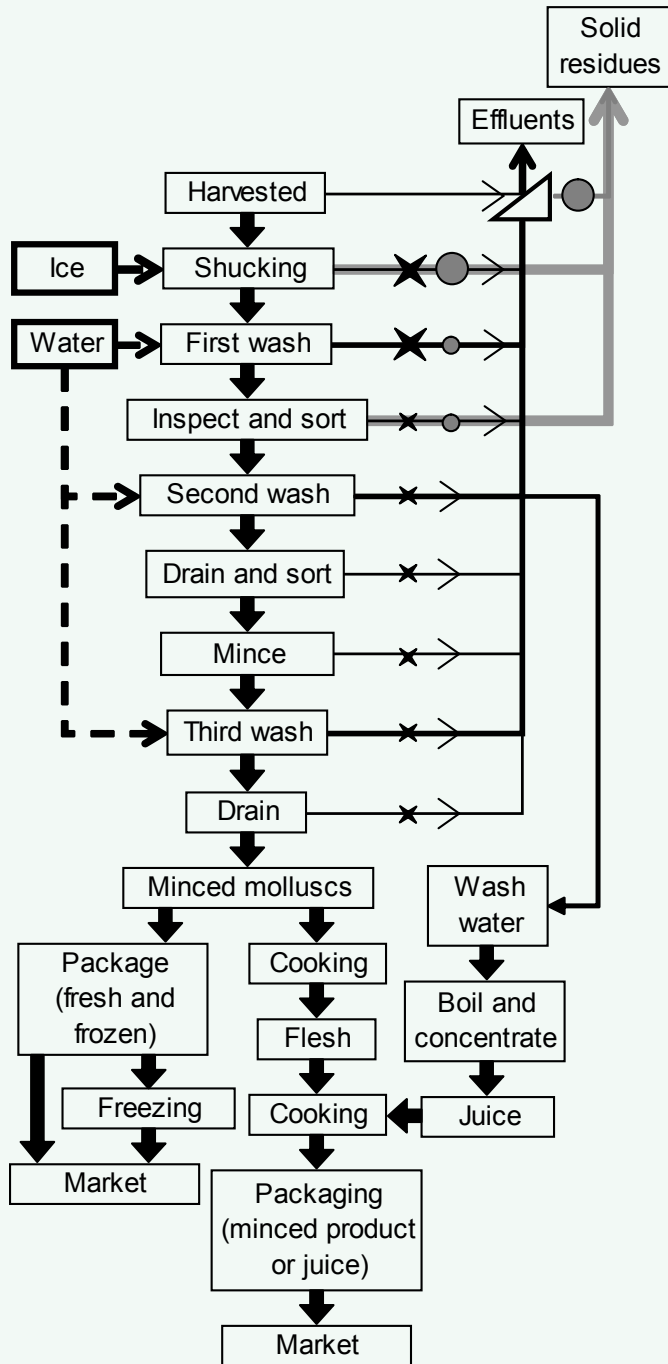 Solid
residues
Effluents
Harvested
Ice
Shucking
Water
First wash
Inspect and sort
Second wash
Drain and sort
Mince
Third wash
Drain
Minced molluscs
Wash
water
Package
(fresh and
frozen)
Cooking
Boil and
concentrate
Flesh
Freezing
Cooking
Juice
Market
Packaging
(minced product
or juice)
Market